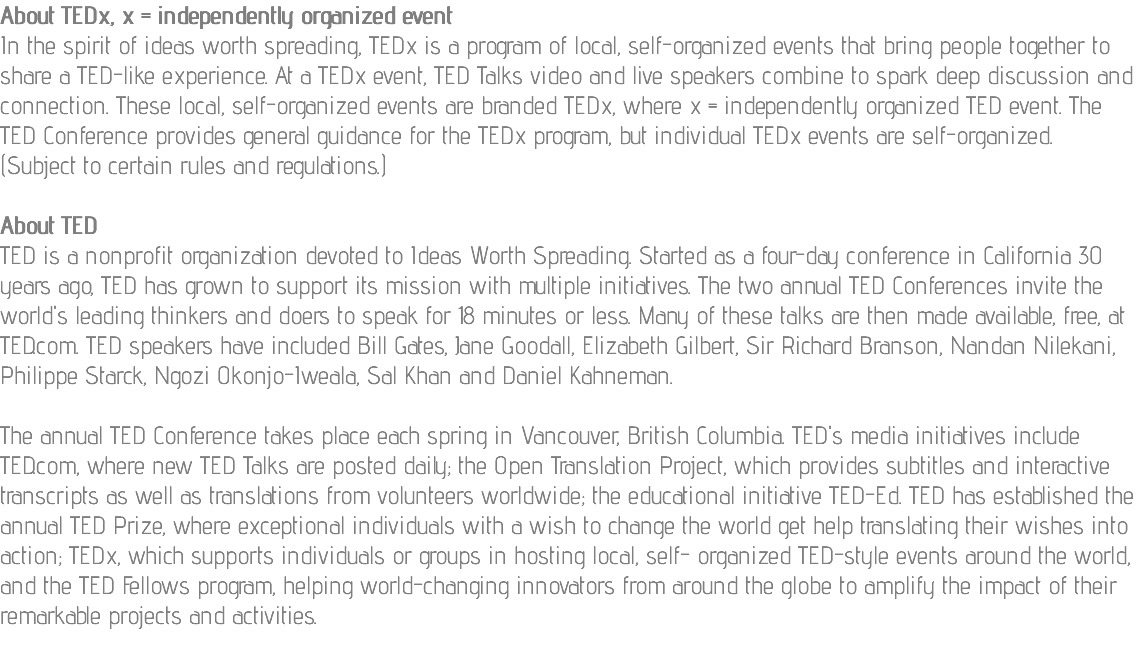 About TEDx, x = independently organized event
In the spirit of ideas worth spreading, TEDx is a program of local, self-organized events that bring people together to
share a TED-like experience. At a TEDx event, TED Talks video and live speakers combine to spark deep discussion and
connection. These local, self-organized events are branded TEDx, where x = independently organized TED event. The
TED Conference provides general guidance for the TEDx program, but individual TEDx events are self-organized.
(Subject to certain rules and regulations.)
About TED
TED is a nonprofit organization devoted to Ideas Worth Spreading. Started as a four-day conference in California 30
years ago, TED has grown to support its mission with multiple initiatives. The two annual TED Conferences invite the
world's leading thinkers and doers to speak for 18 minutes or less. Many of these talks are then made available, free, at
TED.com. TED speakers have included Bill Gates, Jane Goodall, Elizabeth Gilbert, Sir Richard Branson, Nandan Nilekani,
Philippe Starck, Ngozi Okonjo-Iweala, Sal Khan and Daniel Kahneman.
The annual TED Conference takes place each spring in Vancouver, British Columbia. TED's media initiatives include
TED.com, where new TED Talks are posted daily; the Open Translation Project, which provides subtitles and interactive
transcripts as well as translations from volunteers worldwide; the educational initiative TED-Ed. TED has established the
annual TED Prize, where exceptional individuals with a wish to change the world get help translating their wishes into
action; TEDx, which supports individuals or groups in hosting local, self- organized TED-style events around the world,
and the TED Fellows program, helping world-changing innovators from around the globe to amplify the impact of their
remarkable projects and activities.